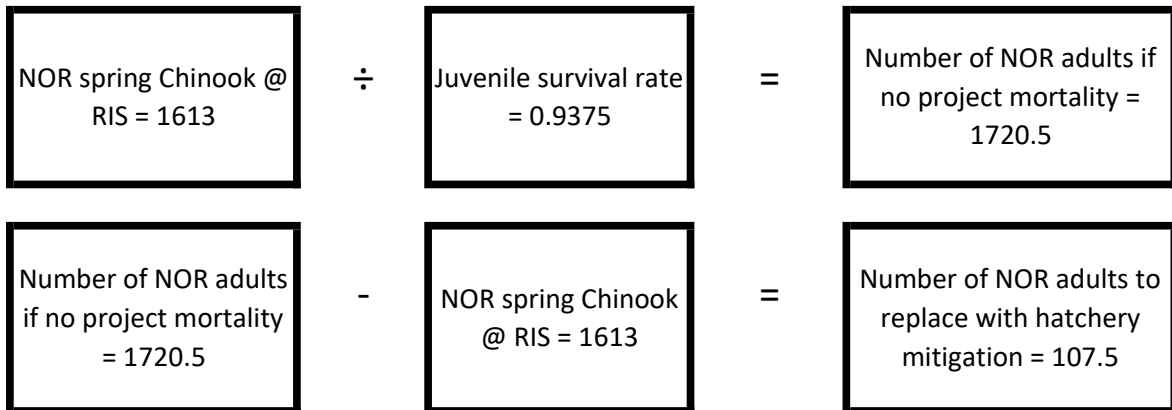 NOR spring Chinook @
RIS = 1613
÷
Juvenile survival rate
= 0.9375
=
Number of NOR adults if
no project mortality =
1720.5
Number of NOR adults
if no project mortality
= 1720.5
-
NOR spring Chinook
@ RIS = 1613
=
Number of NOR adults to
replace with hatchery
mitigation = 107.5